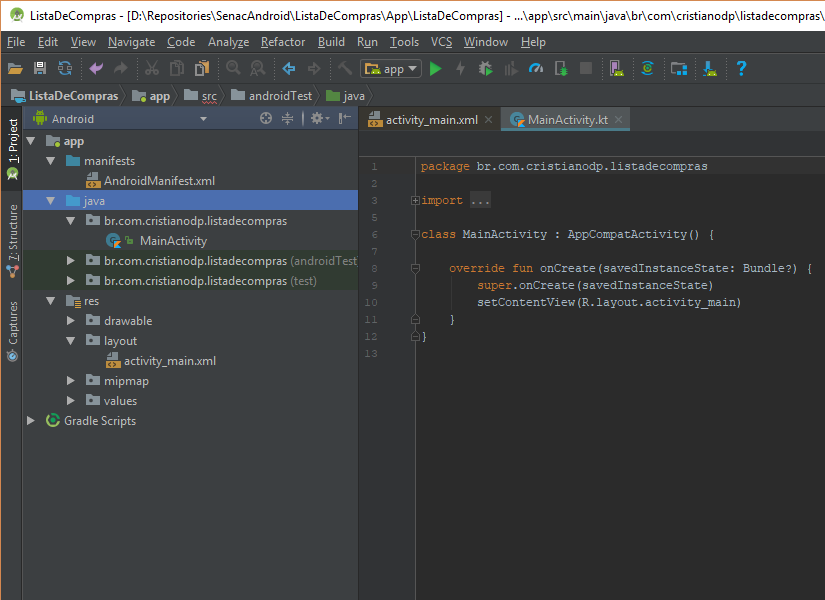 ListaDeCompras - [D:\Repositories\SenacAndroid\ListaDeCompras\App\ListaDeCompras] - ...\app\src\main\java\br\com\cristianodp\listadecompras\
File Edit View Navigate Code Analyze Refactor Build Run Tools VCS Window Help
app
ListaDeCompras app src androidTest java
Android
activity_main.xml MainActivity.kt
1: Project
Z: Structure
Captures
app
manifests
AndroidManifest.xml
java
br.com.cristianodp.listadecompras
MainActivity
br.com.cristianodp.listadecompras (androidTest
br.com.cristianodp.listadecompras (test)
res
drawable
layout
activity_main.xml
mipmap
values
Gradle Scripts
1 package br.com.cristianodp.listadecompras
2
3 import ...
5
6 class MainActivity : AppCompatActivity() {
7
8 override fun onCreate(savedInstanceState: Bundle?) {
9 super.onCreate(savedInstanceState)
10 setContentView(R.layout.activity_main)
11 }
12 }
13